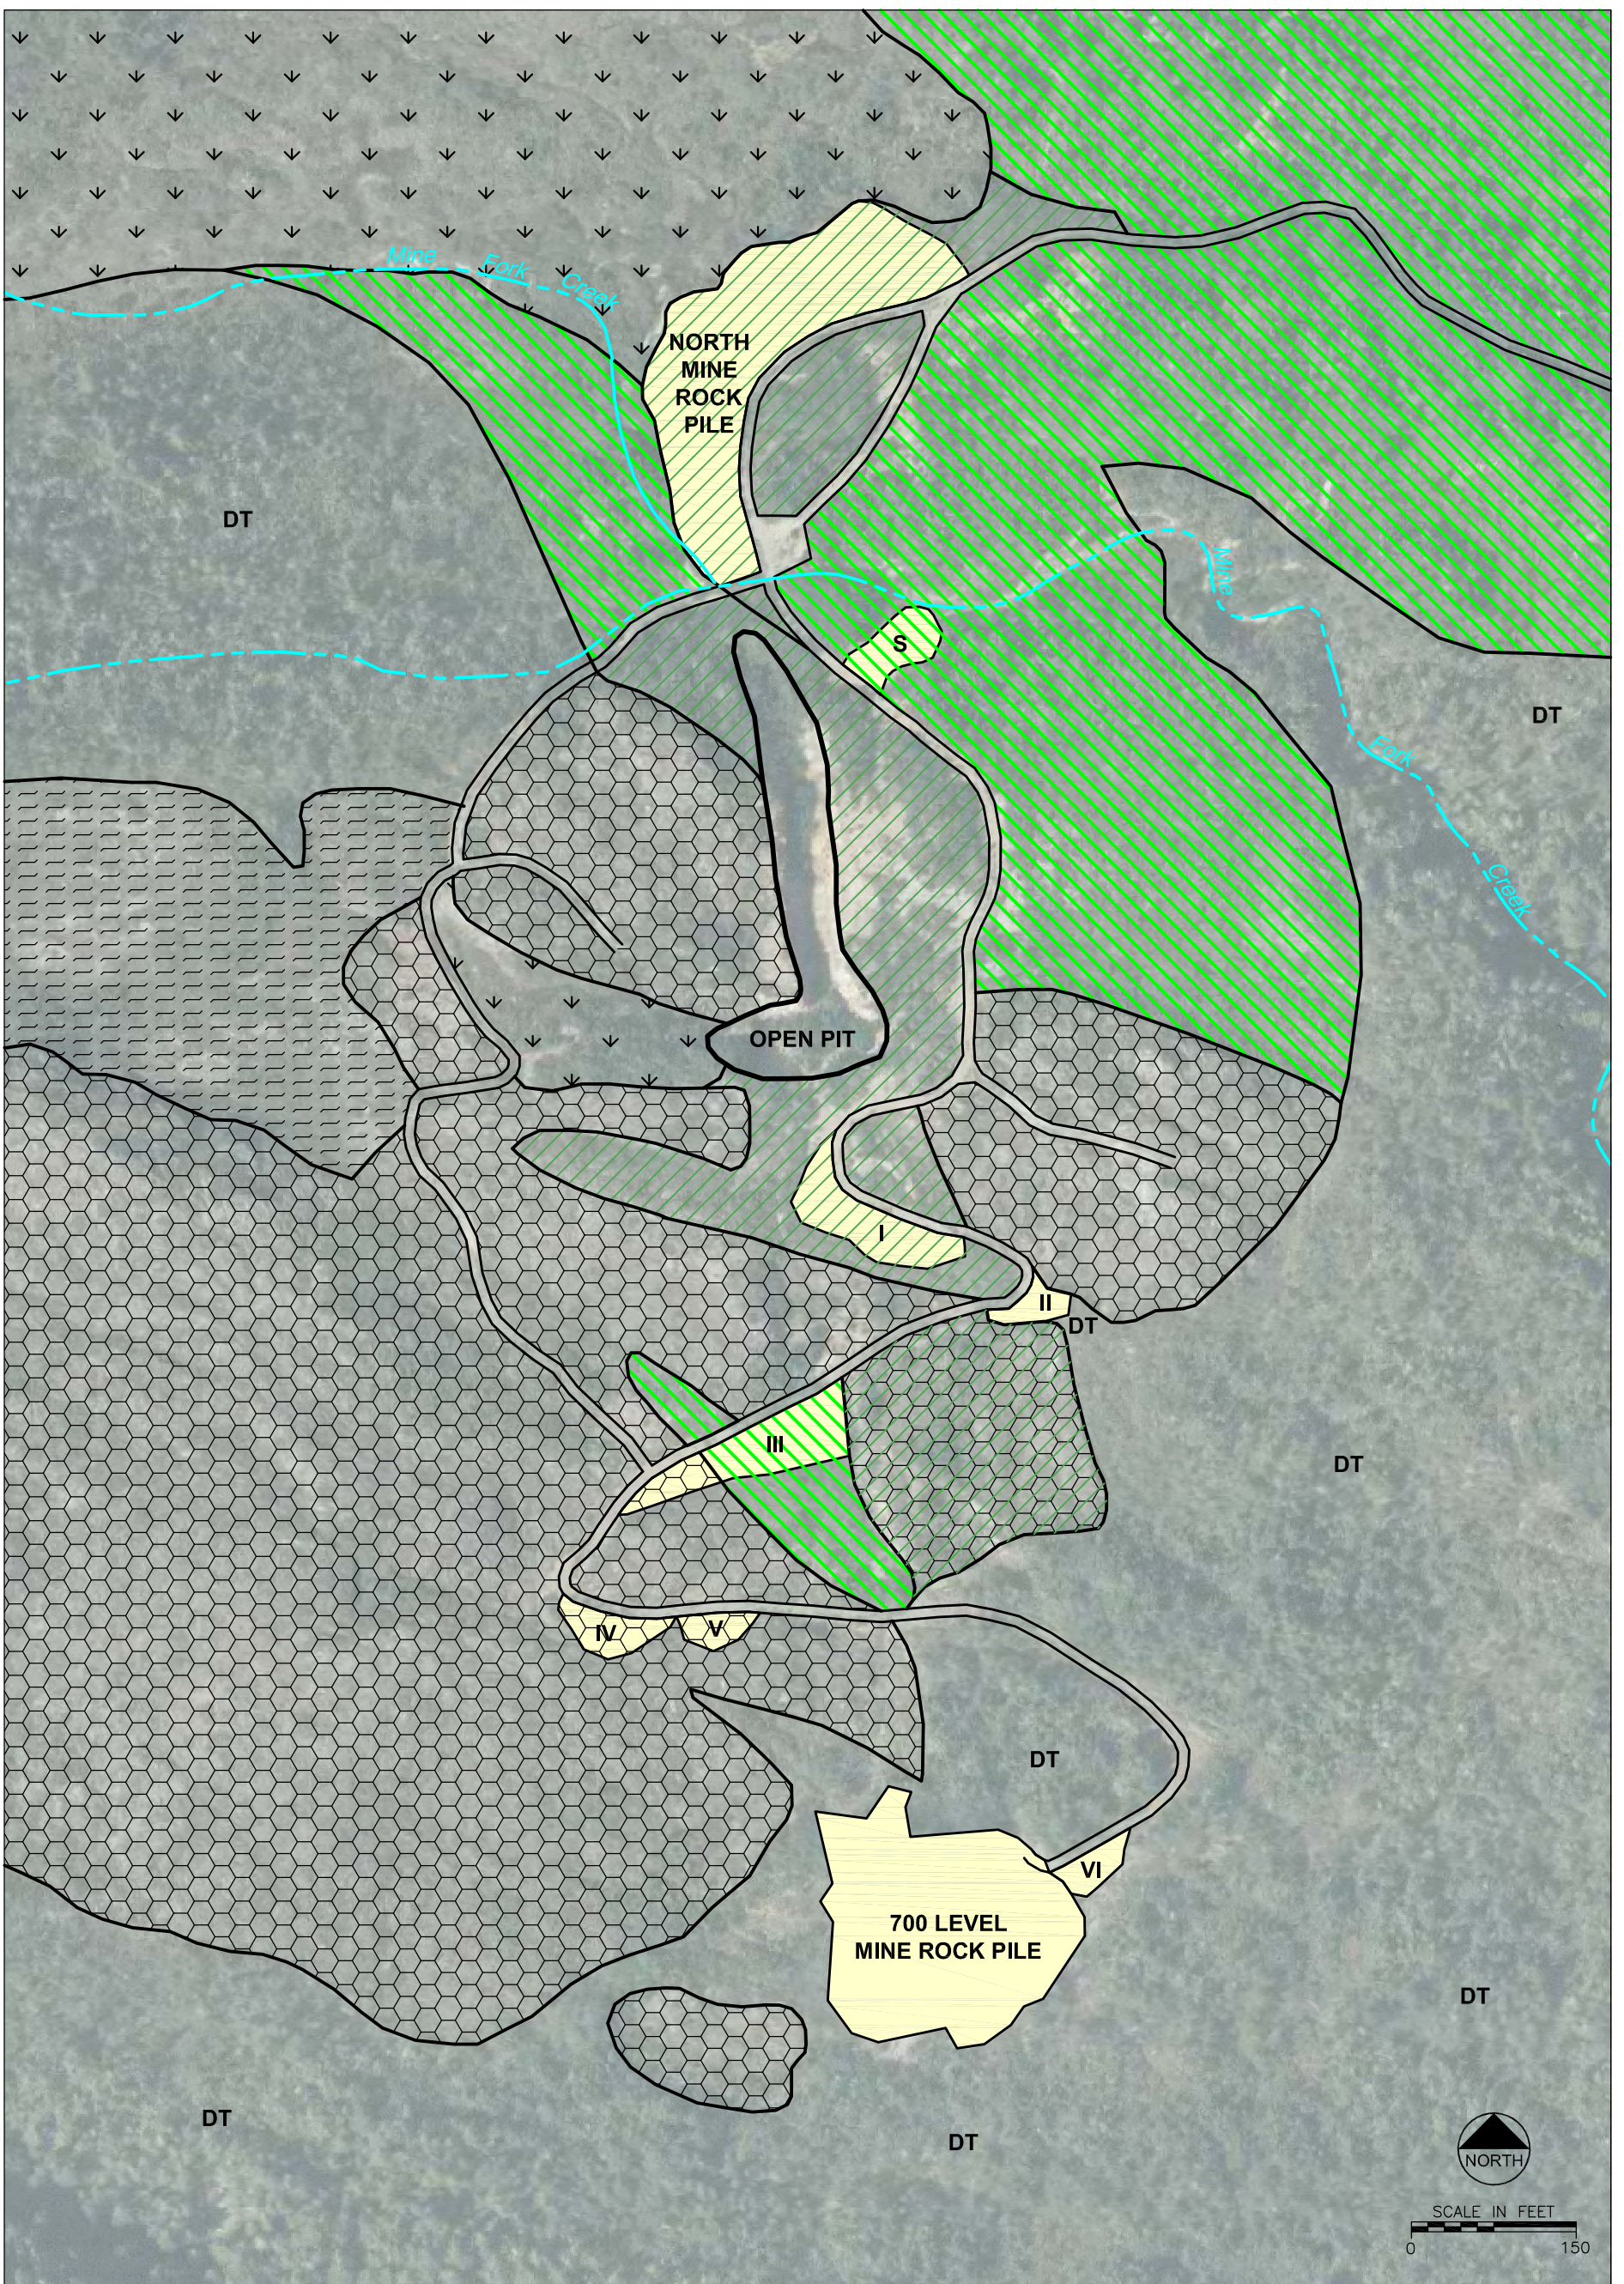 Mine Fork Creek
NORTH
MINE
ROCK
PILE
DT
Mine
S
DT
Fork
Creek
OPEN PIT
I
II
DT
III
DT
IV
V
DT
VI
700 LEVEL
MINE ROCK PILE
DT
DT
DT
NORTH
SCALE IN FEET
0 150